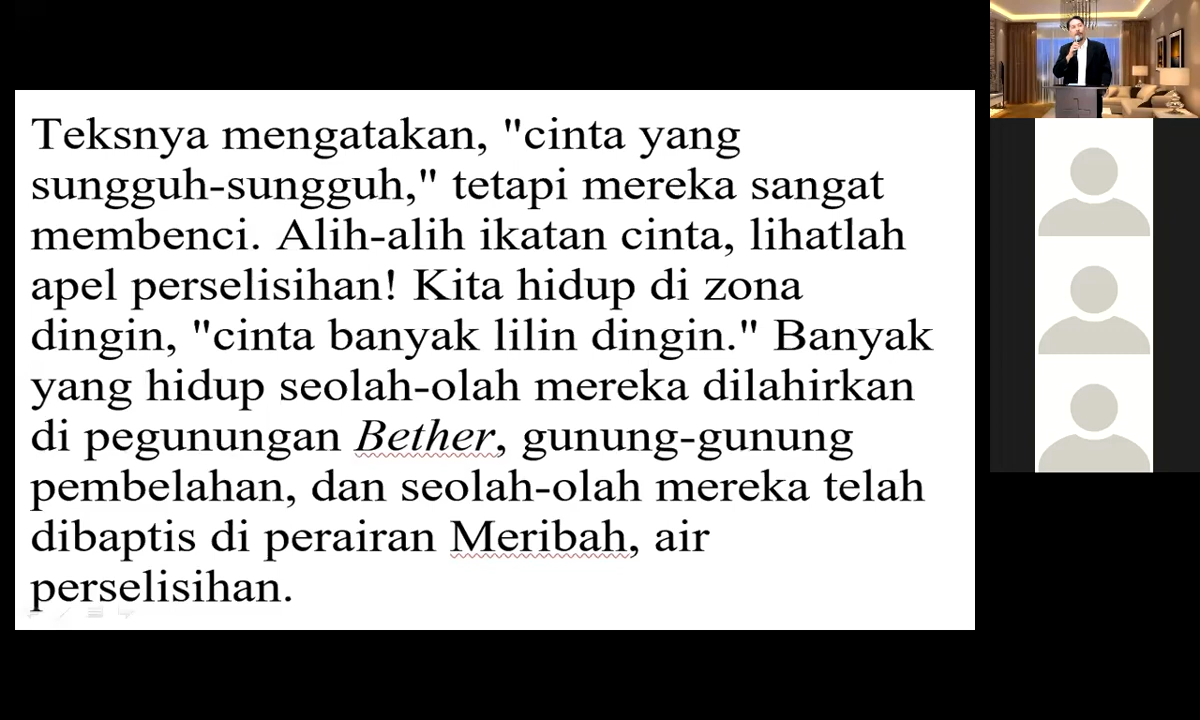 Teksnya mengatakan, "cinta yang
sungguh-sungguh," tetapi mereka sangat
membenci. Alih-alih ikatan cinta, lihatlah
apel perselisihan! Kita hidup di zona
dingin, "cinta banyak lilin dingin." Banyak
yang hidup seolah-olah mereka dilahirkan
di pegunungan Bether, gunung-gunung
pembelahan, dan seolah-olah mereka telah
dibaptis di perairan Meribah, air
perselisihan.